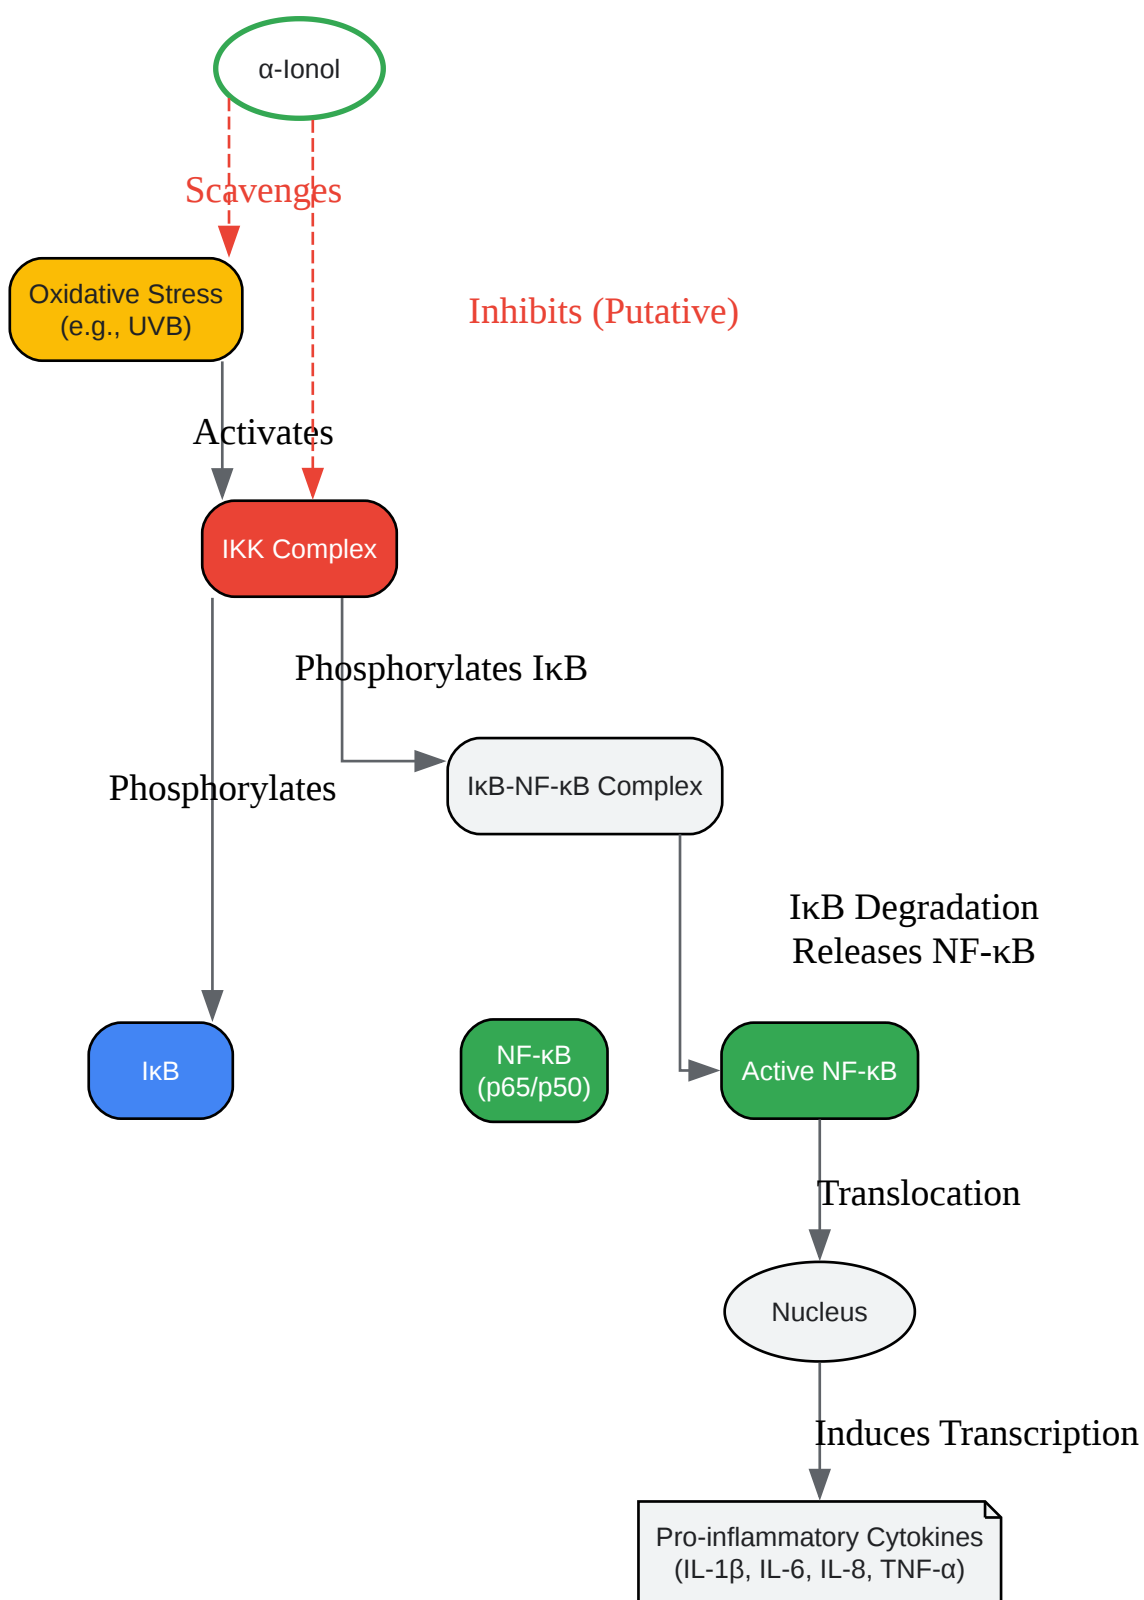 α-Ionol
Scavenges
Oxidative Stress
(e.g., UVB)
Inhibits (Putative)
Activates
IKK Complex
Phosphorylates IκB
Phosphorylates
IκB-NF-κB Complex
IκB Degradation
Releases NF-κB
IκB
NF-κB
(p65/p50)
Active NF-κB
Translocation
Nucleus
Induces Transcription
Pro-inflammatory Cytokines
(IL-1β, IL-6, IL-8, TNF-α)